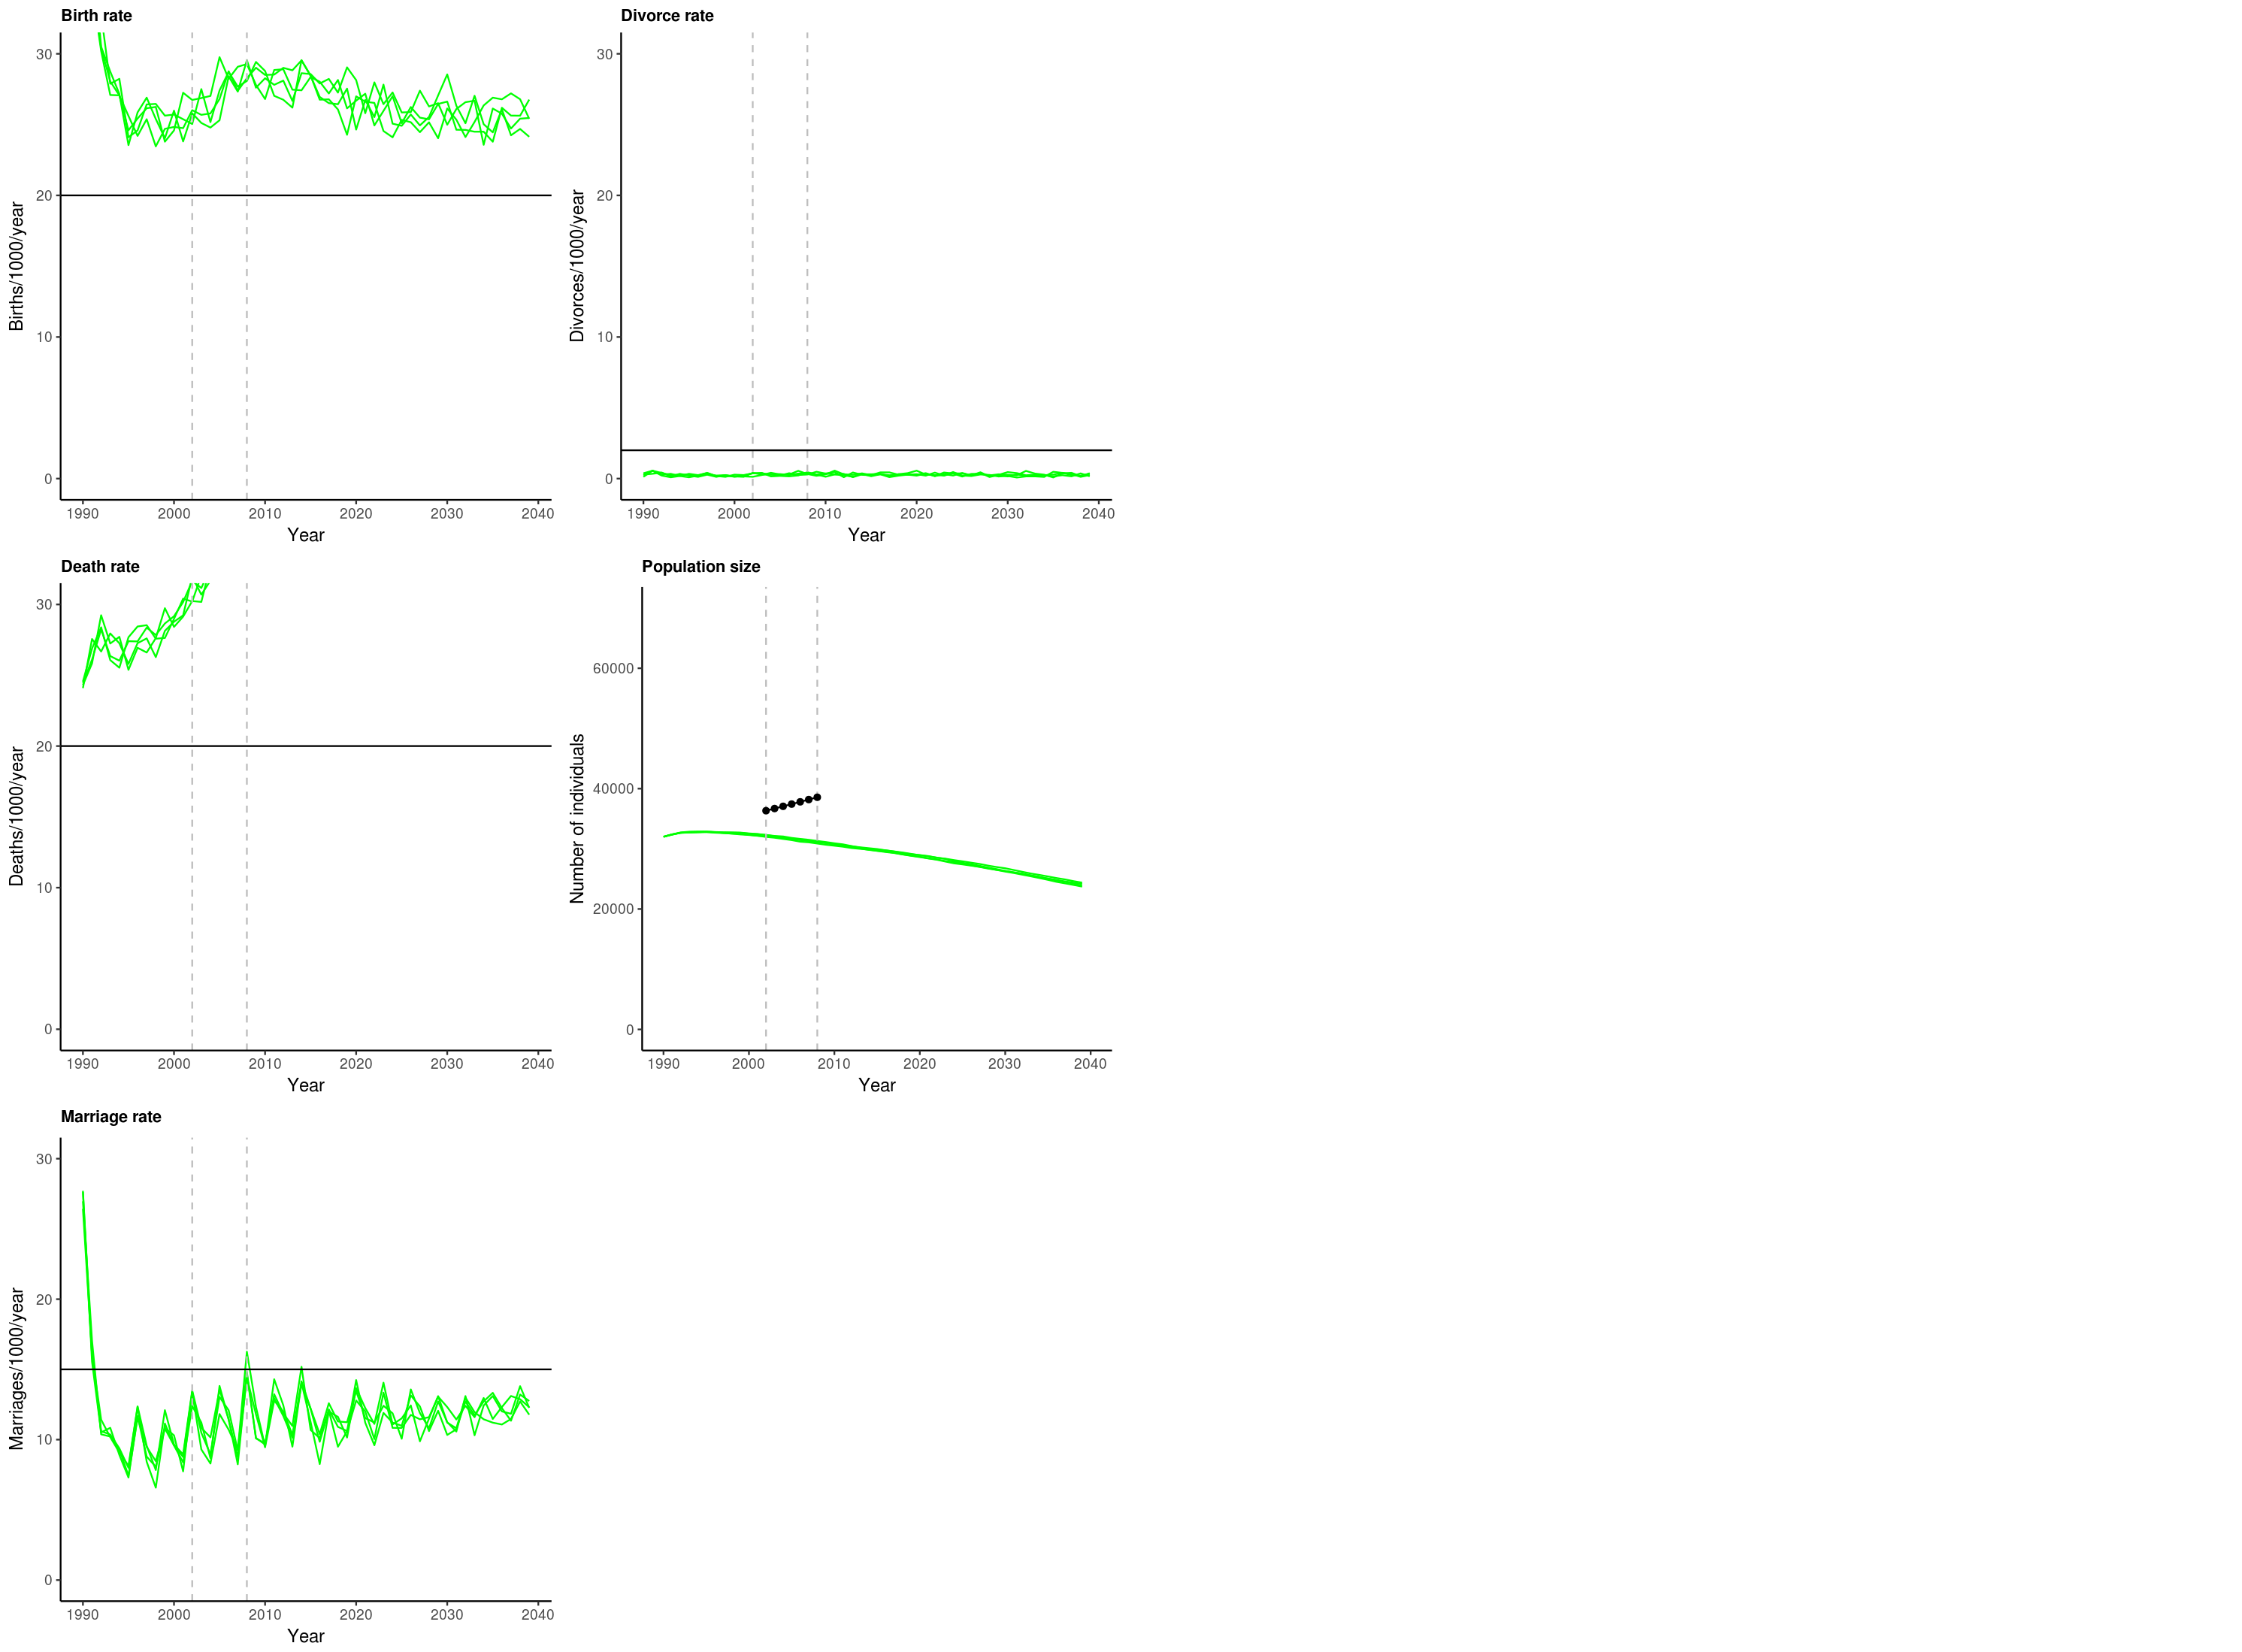 Birth rate
Births/1000/year
30
20
10
0
1990 2000 2010 2020 2030 2040
Year
Divorce rate
Divorces/1000/year
30
20
10
0
1990 2000 2010 2020 2030 2040
Year
Death rate
Deaths/1000/year
30
20
10
0
1990 2000 2010 2020 2030 2040
Year
Population size
Number of individuals
60000
40000
20000
0
1990 2000 2010 2020 2030 2040
Year
Marriage rate
Marriages/1000/year
30
20
10
0
1990 2000 2010 2020 2030 2040
Year